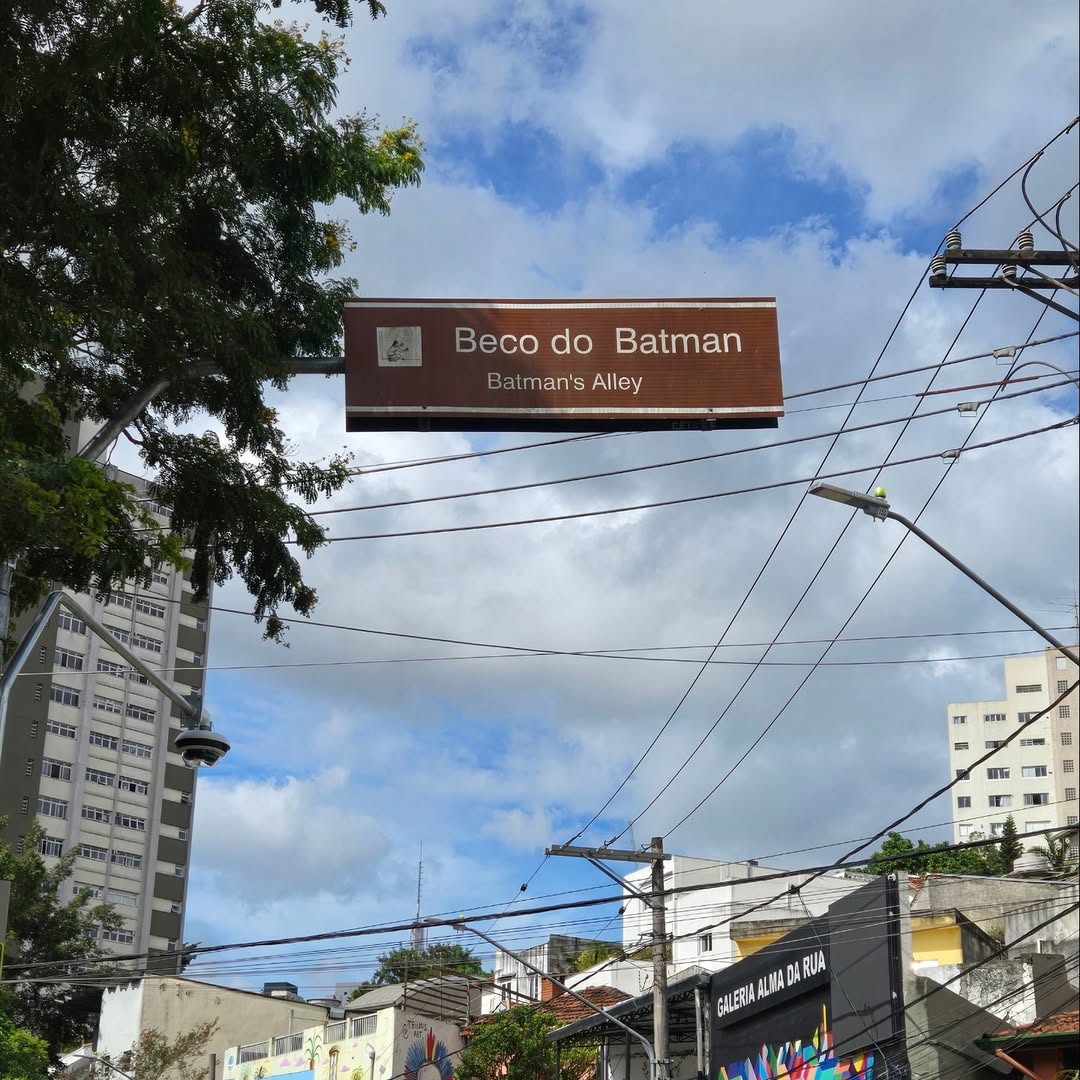 Beco do Batman
Batman's Alley
GALERIA ALMA DA RUA